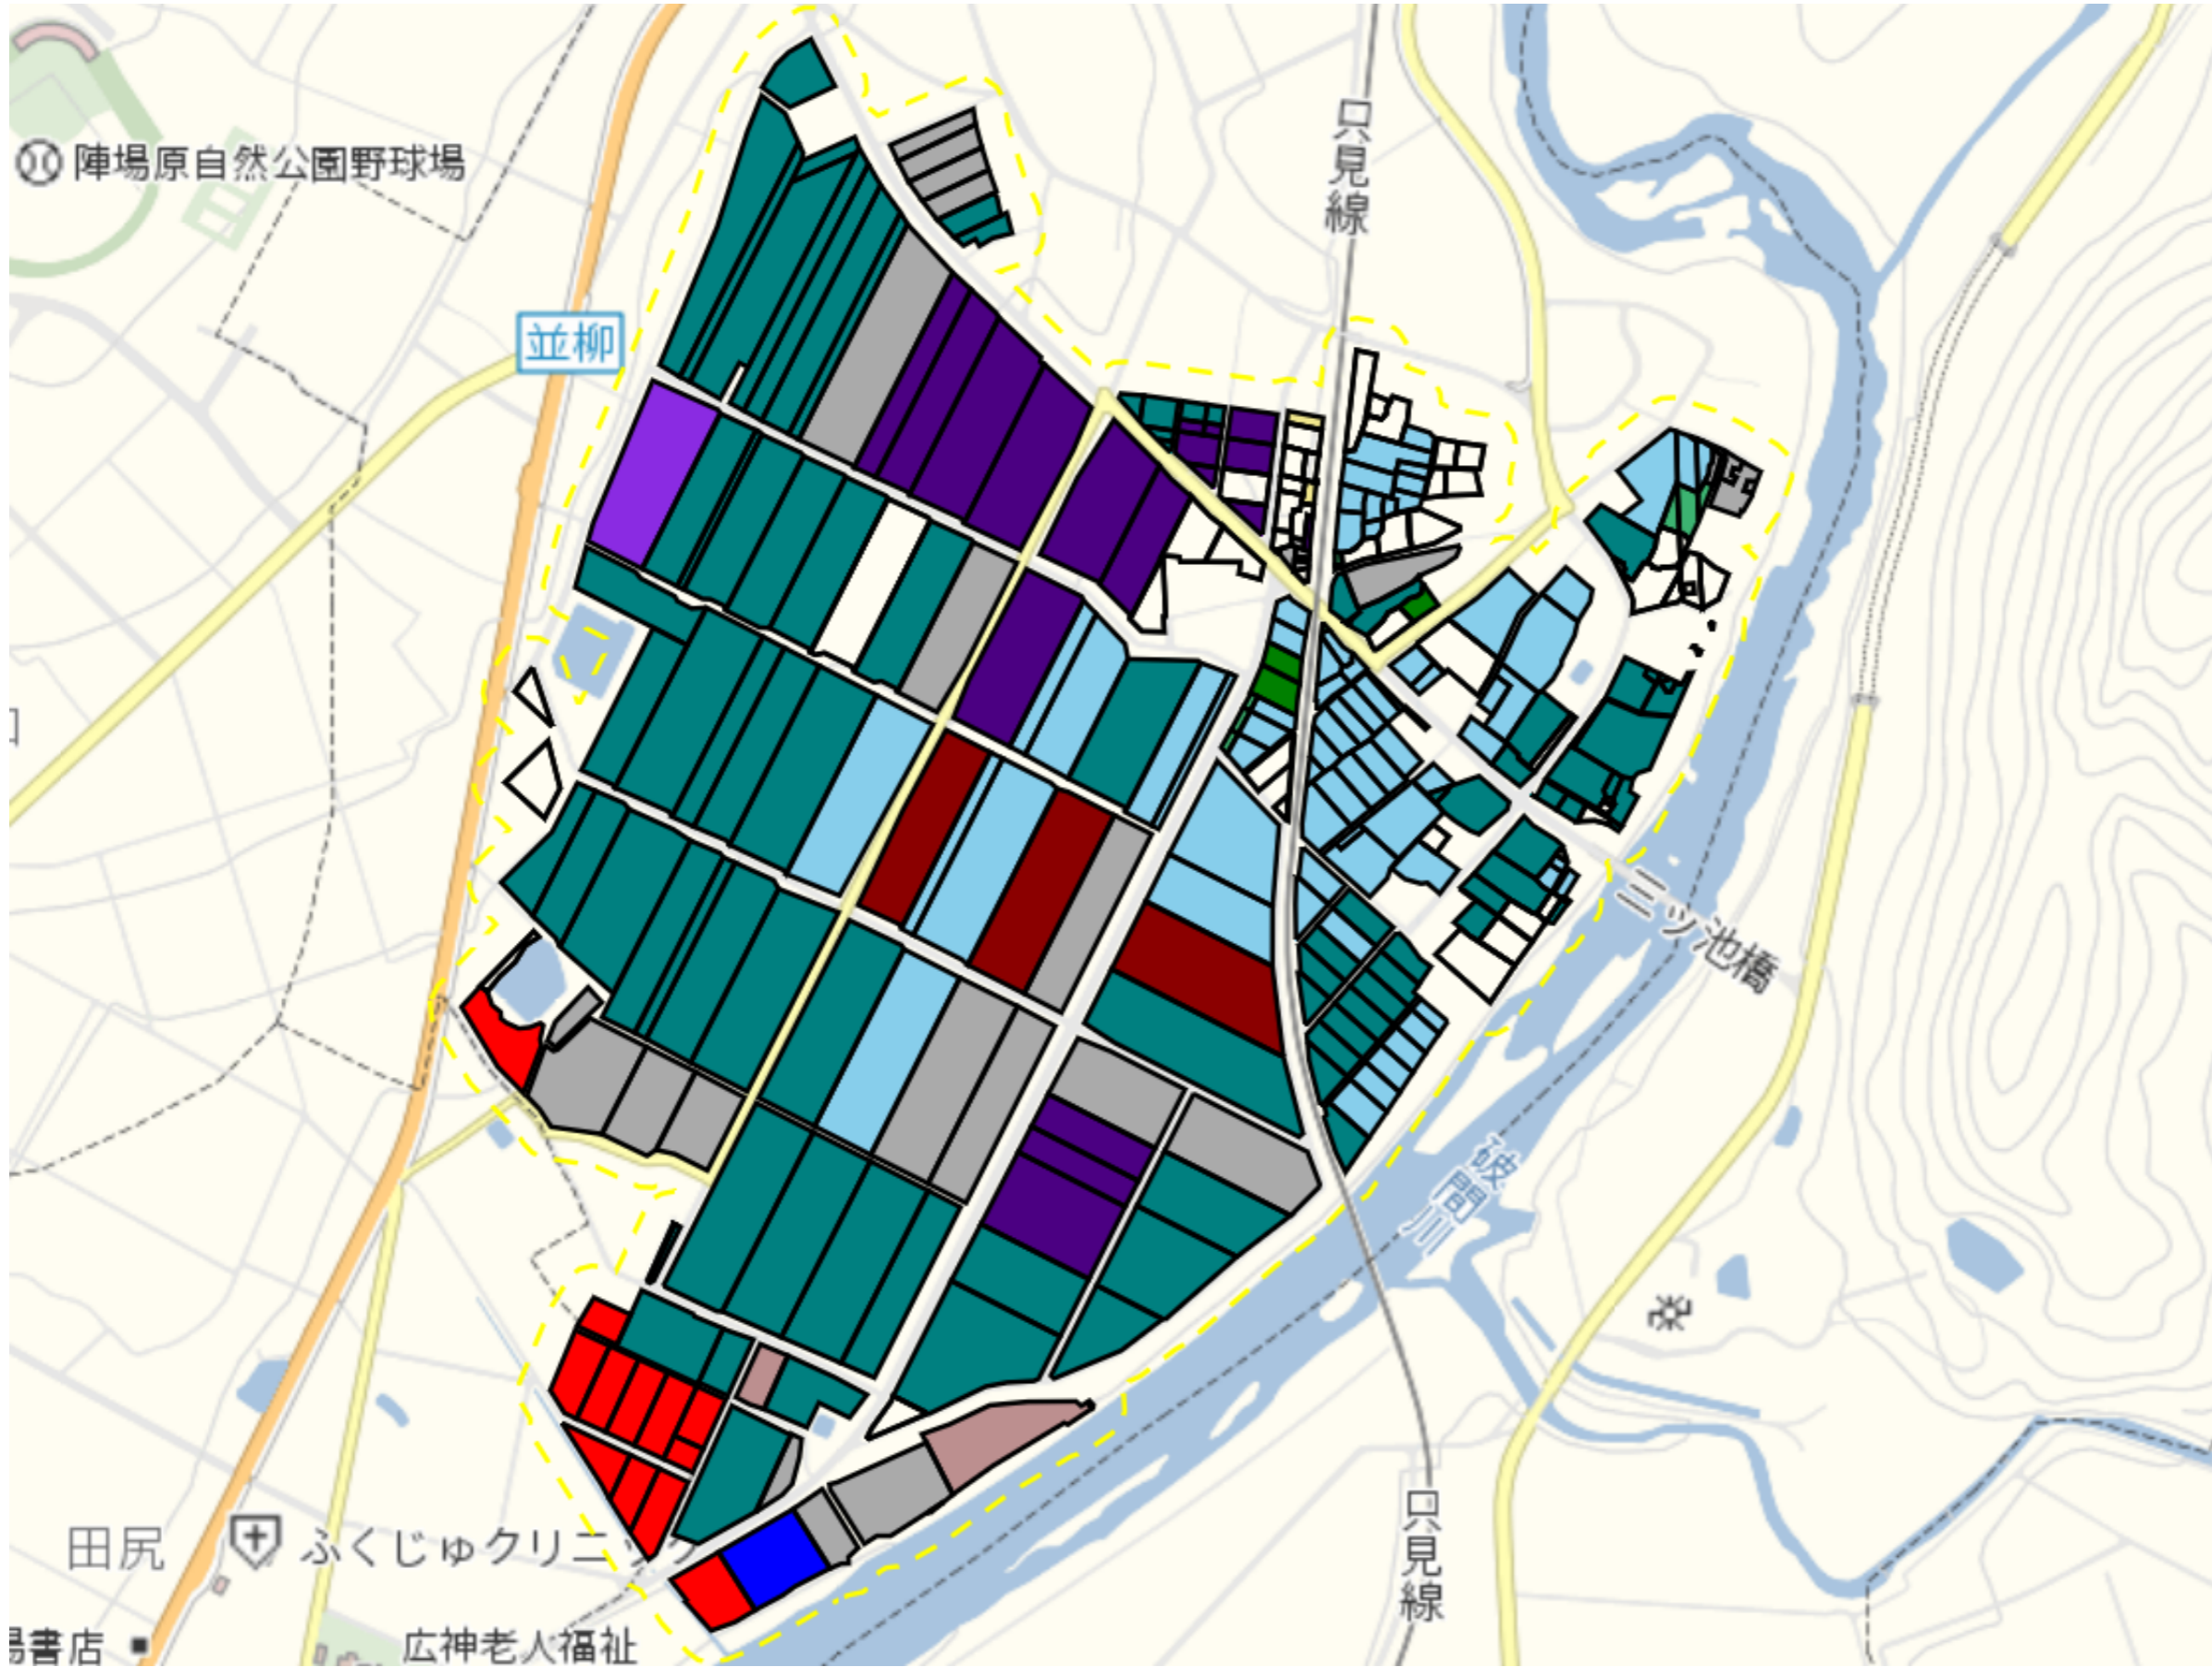 陣場原自然公園野球場
只見線
並柳
三ツ池橋
破間川
田尻
ふくじゅクリニック
只見線
書店
広神老人福祉